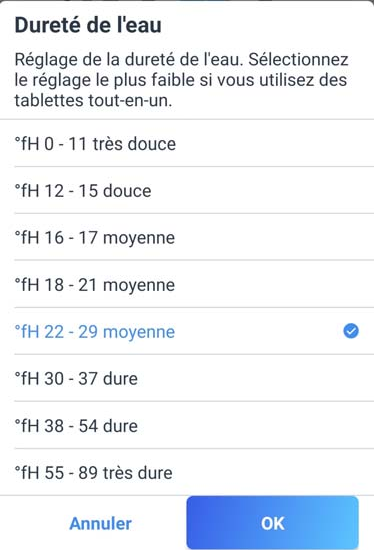 Dureté de l'eau
Réglage de la dureté de l'eau. Sélectionnez
le réglage le plus faible si vous utilisez des
tablettes tout-en-un.
°fH 0 - 11 très douce
°fH 12 - 15 douce
°fH 16 - 17 moyenne
°fH 18 - 21 moyenne
°fH 22 - 29 moyenne
°fH 30 - 37 dure
°fH 38 - 54 dure
°fH 55 - 89 très dure
Annuler
OK